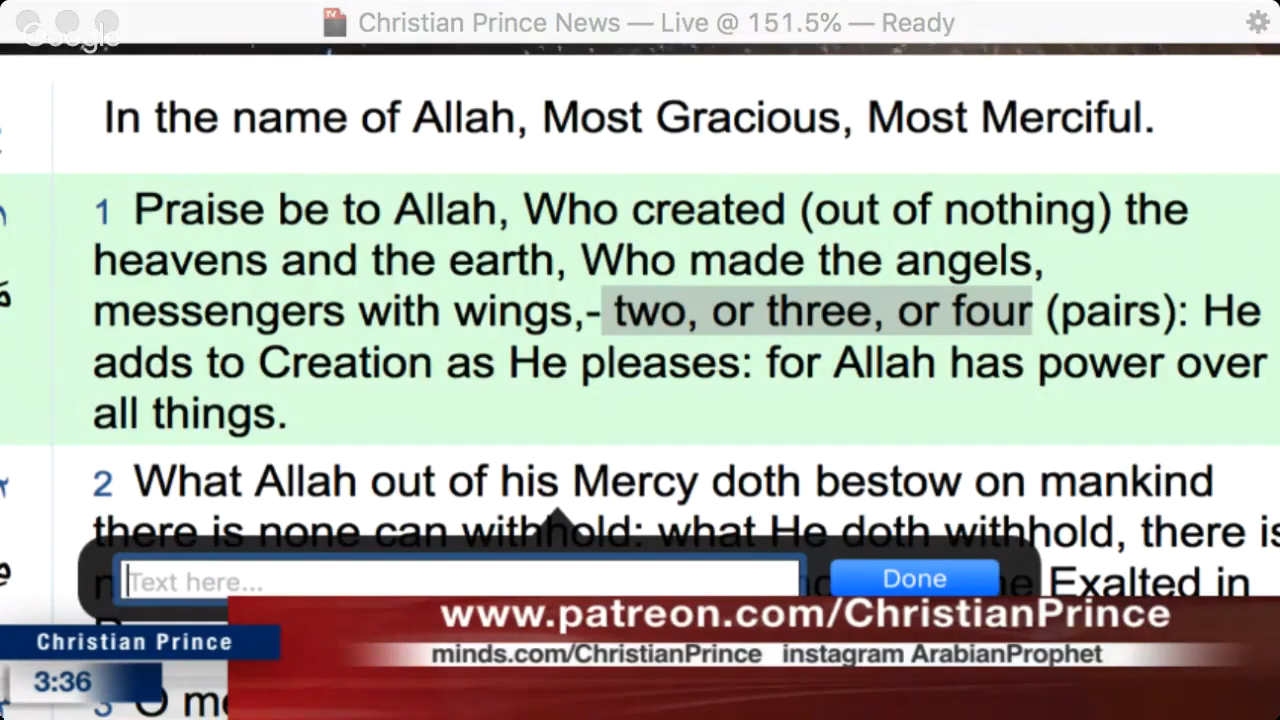 Christian Prince News — Live @ 151.5% — Ready
Google
In the name of Allah, Most Gracious, Most Merciful.
1 Praise be to Allah, Who created (out of nothing) the
heavens and the earth, Who made the angels,
messengers with wings,- two, or three, or four (pairs): He
adds to Creation as He pleases: for Allah has power over
all things.
2 What Allah out of his Mercy doth bestow on mankind
there is none can withhold: what He doth withhold, there is
Exalted in
Text here...
Done
www.patreon.com/ChristianPrince
Christian Prince
minds.com/ChristianPrince instagram ArabianProphet
3:36
3 O